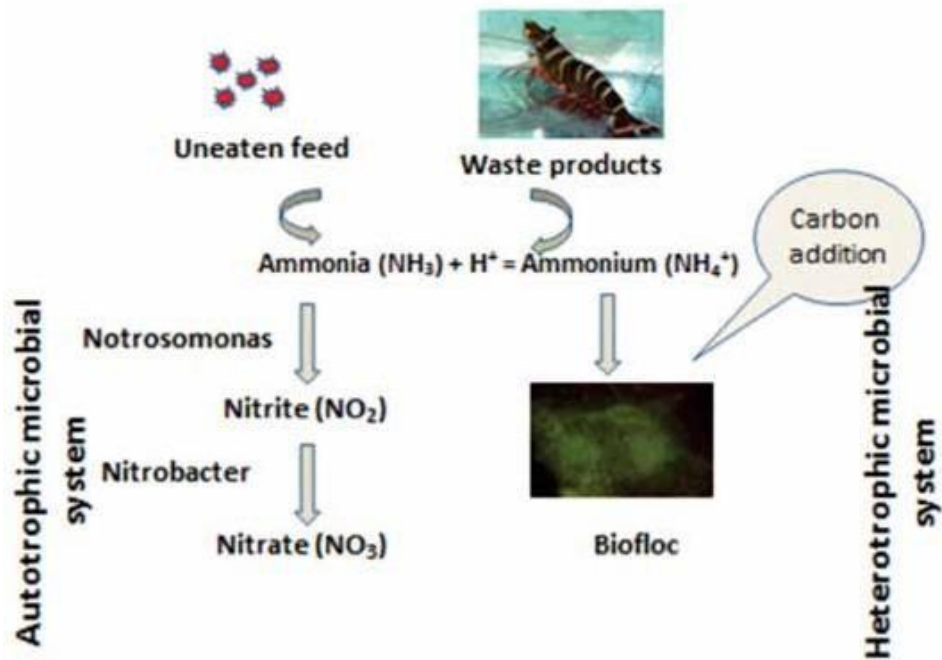 Uneaten feed
Waste products
Carbon
addition
Ammonia (NH₃) + H⁺ = Ammonium (NH₄⁺)
Autotrophic microbial
system
Notrosomonas
Nitrite (NO₂)
Nitrobacter
Nitrate (NO₃)
Biofloc
Heterotrophic microbial
system